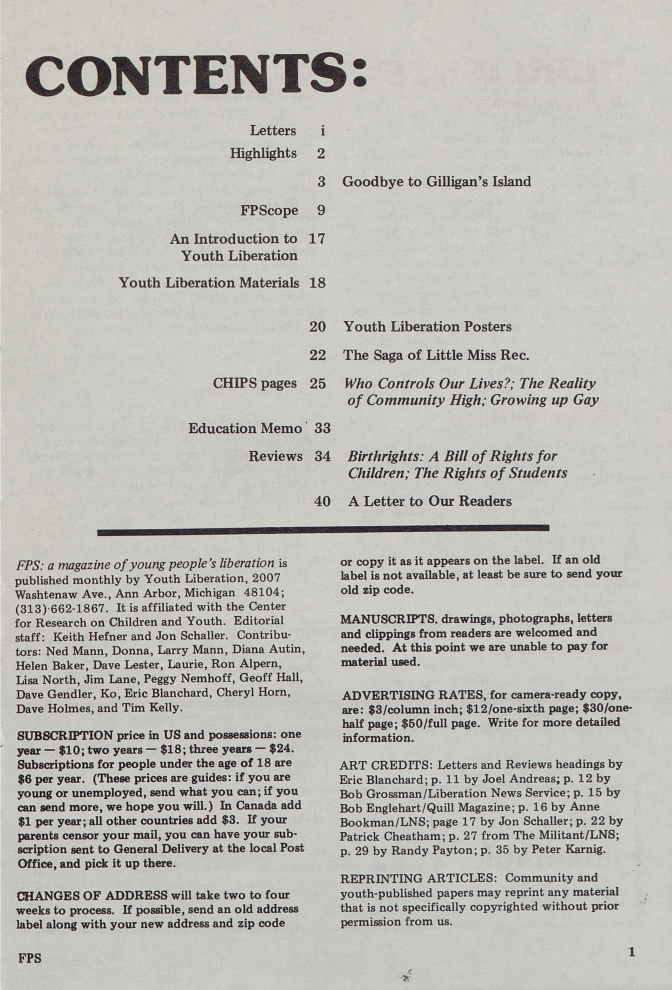 CONTENTS:
Letters i
Highlights 2
3 Goodbye to Gilligan's Island
FPScope 9
An Introduction to 17
Youth Liberation
Youth Liberation Materials 18
20 Youth Liberation Posters
22 The Saga of Little Miss Rec.
CHIPS pages 25 Who Controls Our Lives?; The Reality
of Community High; Growing up Gay
Education Memo 33
Reviews 34 Birthrights: A Bill of Rights for
Children; The Rights of Students
40 A Letter to Our Readers
FPS: a magazine of young people's liberation is
published monthly by Youth Liberation, 2007
Washtenaw Ave., Ann Arbor, Michigan 48104;
(313)-662-1867. It is affiliated with the Center
for Research on Children and Youth. Editorial
staff: Keith Hefner and Jon Schaller. Contribu-
tors: Ned Mann, Donna, Larry Mann, Diana Autin,
Helen Baker, Dave Lester, Laurie, Ron Alpern,
Lisa North, Jim Lane, Peggy Nemhoff, Geoff Hall,
Dave Gendler, Ko, Eric Blanchard, Cheryl Horn,
Dave Holmes, and Tim Kelly.
SUBSCRIPTION price in US and possessions: one
year — $10; two years — $18; three years — $24.
Subscriptions for people under the age of 18 are
$6 per year. (These prices are guides: if you are
young or unemployed, send what you can; if you
can send more, we hope you will.) In Canada add
$1 per year; all other countries add $3. If your
parents censor your mail, you can have your sub-
scription sent to General Delivery at the local Post
Office, and pick it up there.
CHANGES OF ADDRESS will take two to four
weeks to process. If possible, send an old address
label along with your new address and zip code
or copy it as it appears on the label. If an old
label is not available, at least be sure to send your
old zip code.
MANUSCRIPTS, drawings, photographs, letters
and clippings from readers are welcomed and
needed. At this point we are unable to pay for
material used.
ADVERTISING RATES, for camera-ready copy,
are: $3/column inch; $12/one-sixth page; $30/one-
half page; $50/full page. Write for more detailed
information.
ART CREDITS: Letters and Reviews headings by
Eric Blanchard; p. 11 by Joel Andreas; p. 12 by
Bob Grossman/Liberation News Service; p. 15 by
Bob Englehart/Quill Magazine; p. 16 by Anne
Bookman/LNS; page 17 by Jon Schaller; p. 22 by
Patrick Cheatham; p. 27 from The Militant/LNS;
p. 29 by Randy Payton; p. 35 by Peter Karnig.
REPRINTING ARTICLES: Community and
youth-published papers may reprint any material
that is not specifically copyrighted without prior
permission from us.
FPS
1